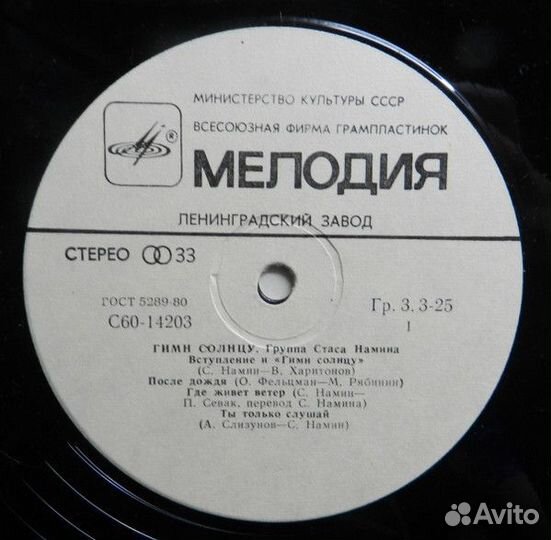 МИНИСТЕРСТВО КУЛЬТУРЫ СССР
ВСЕСОЮЗНАЯ ФИРМА ГРАМПЛАСТИНОК
®
МЕЛОДИЯ
ЛЕНИНГРАДСКИЙ ЗАВОД
СТЕРЕО 33
ГОСТ 5289-80
Гр. 3. 3-25
С60-14203
1
ГИМН СОЛНЦУ. Группа Стаса Намина
Вступление и «Гимн солнцу»
(С. Намин—В. Харитонов)
После дождя (О. Фельцман—М. Рябинин)
Где живет ветер (С. Намин—
П. Севак, перевод С. Намина)
Ты только слушай
(А. Слизунов—С. Намин)
Avito